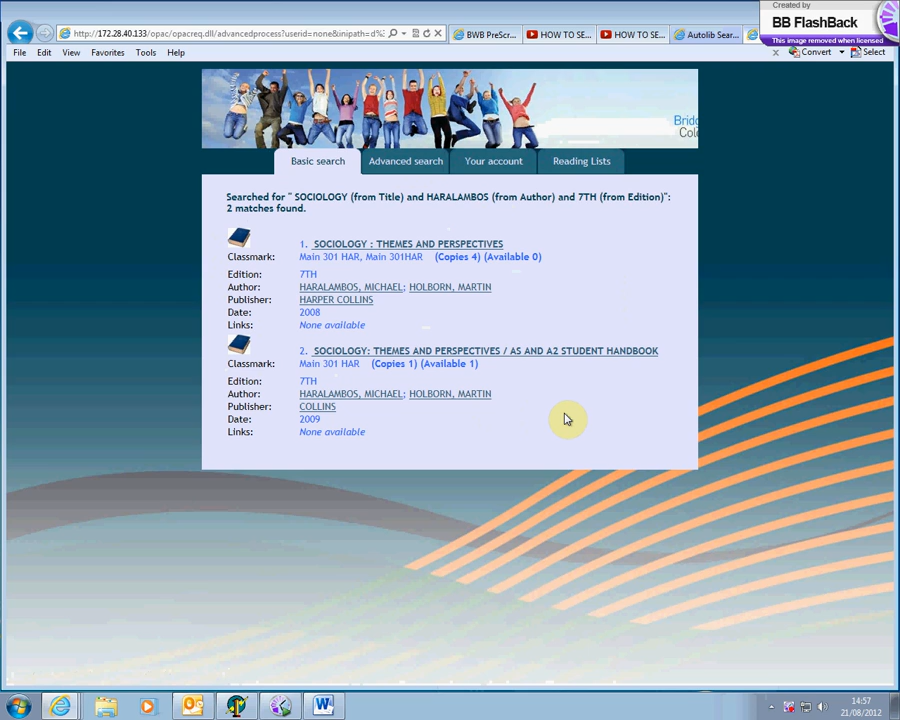 Created by
BB FlashBack
This image removed when licensed
http://172.28.40.133/opac/opacreq.dll/advancedprocess?userid=none&inipath=d%
BWB PreScr...
HOW TO SE...
HOW TO SE...
Autolib Sear...
File Edit View Favorites Tools Help
x Convert Select
Bridg
Cole
Basic search Advanced search Your account Reading Lists
Searched for " SOCIOLOGY (from Title) and HARALAMBOS (from Author) and 7TH (from Edition)":
2 matches found.
1. SOCIOLOGY : THEMES AND PERSPECTIVES
Classmark: Main 301 HAR, Main 301HAR (Copies 4) (Available 0)
Edition: 7TH
Author: HARALAMBOS, MICHAEL; HOLBORN, MARTIN
Publisher: HARPER COLLINS
Date: 2008
Links: None available
2. SOCIOLOGY: THEMES AND PERSPECTIVES / AS AND A2 STUDENT HANDBOOK
Classmark: Main 301 HAR (Copies 1) (Available 1)
Edition: 7TH
Author: HARALAMBOS, MICHAEL; HOLBORN, MARTIN
Publisher: COLLINS
Date: 2009
Links: None available
14:57
21/08/2012